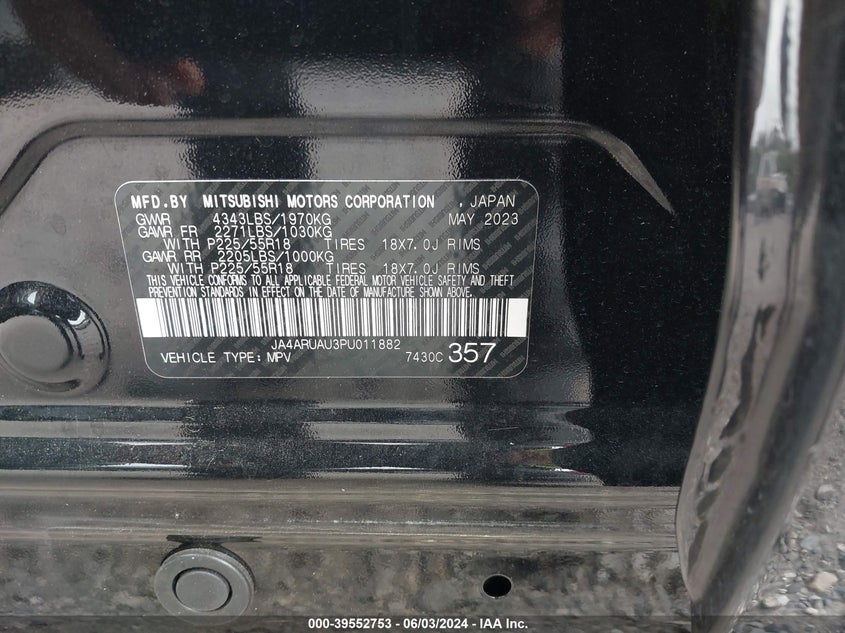 MFD.BY MITSUBISHI MOTORS CORPORATION , JAPAN
GVWR 4343LBS/1970KG MAY 2023
GAWR FR 2271LBS/1030KG
WITH P225/55R18 TIRES 18X7.0J RIMS
GAWR RR 2205LBS/1000KG
WITH P225/55R18 TIRES 18X7.0J RIMS
THIS VEHICLE CONFORMS TO ALL APPLICABLE FEDERAL MOTOR VEHICLE SAFETY AND THEFT
PREVENTION STANDARDS IN EFFECT ON THE DATE OF MANUFACTURE SHOWN ABOVE.
JA4ARUAU3PU011882
VEHICLE TYPE: MPV 7430C 357
000-39552753 - 06/03/2024 - IAA Inc.